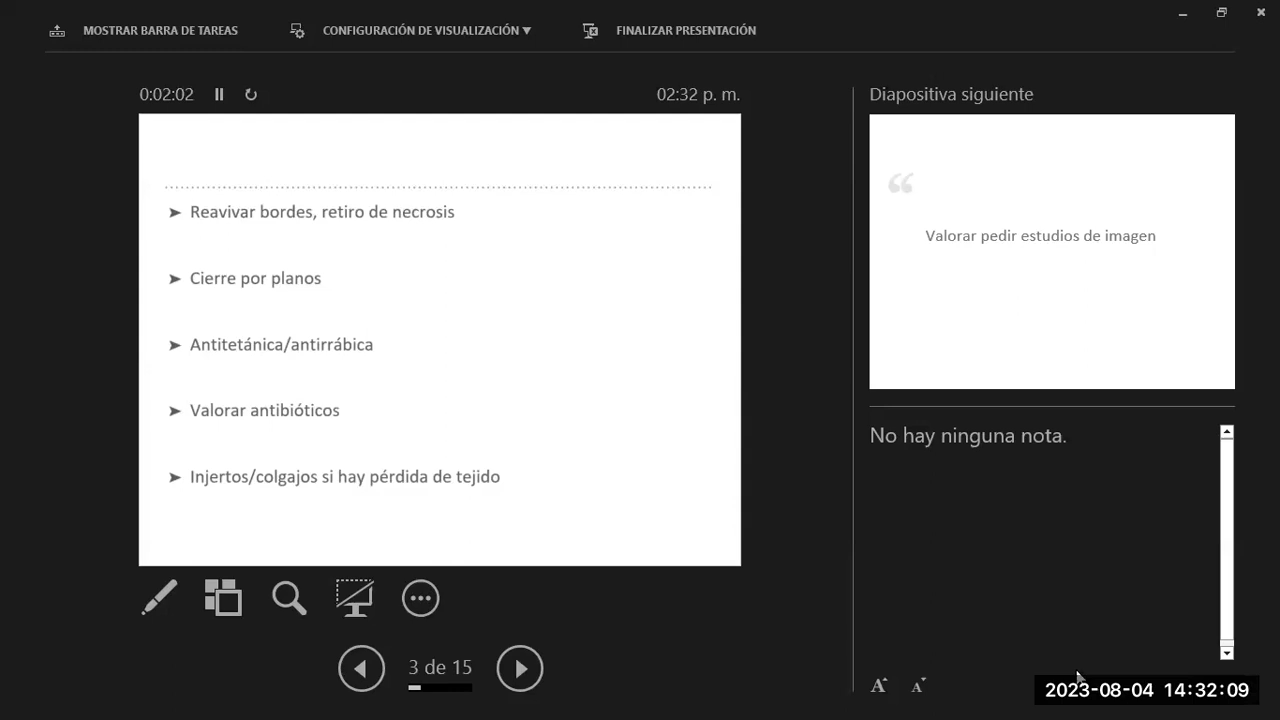 MOSTRAR BARRA DE TAREAS
CONFIGURACIÓN DE VISUALIZACIÓN ▼
FINALIZAR PRESENTACIÓN
0:02:02
02:32 p. m.
➤ Reavivar bordes, retiro de necrosis
➤ Cierre por planos
➤ Antitetánica/antirrábica
➤ Valorar antibióticos
➤ Injertos/colgajos si hay pérdida de tejido
3 de 15
Diapositiva siguiente
“
Valorar pedir estudios de imagen
No hay ninguna nota.
A A
2023-08-04 14:32:09